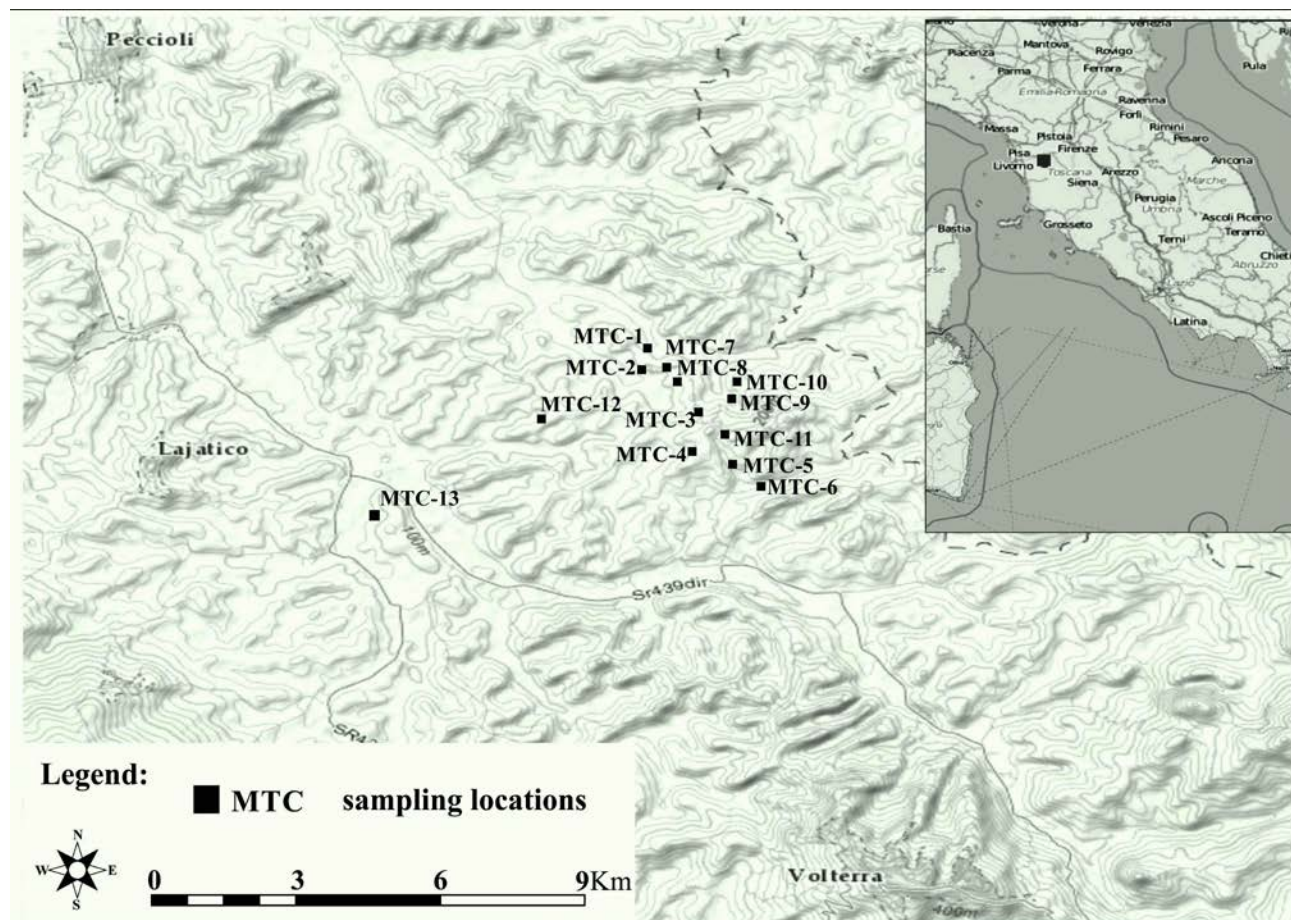 Peccioli
MTC-1
MTC-7
MTC-2
MTC-8
MTC-10
MTC-9
MTC-12
MTC-3
MTC-11
MTC-4
MTC-5
MTC-6
Lajatico
MTC-13
100m
Sr439dir
Volterra
400m
Legend:
MTC sampling locations
N
W E
S
0 3 6 9Km
Verona
Venezia
Piacenza
Mantova
Rovigo
Pula
Parma
Ferrara
Emilia-Romagna
Ravenna
Forlì
Massa
Pistoia
Rimini
Pesaro
Pisa
Firenze
Livorno
Toscana
Arezzo
Ancona
Siena
Marche
Perugia
Umbria
Grosseto
Ascoli Piceno
Bastia
Terni
Teramo
Chieti
Abruzzo
Lazio
Latina